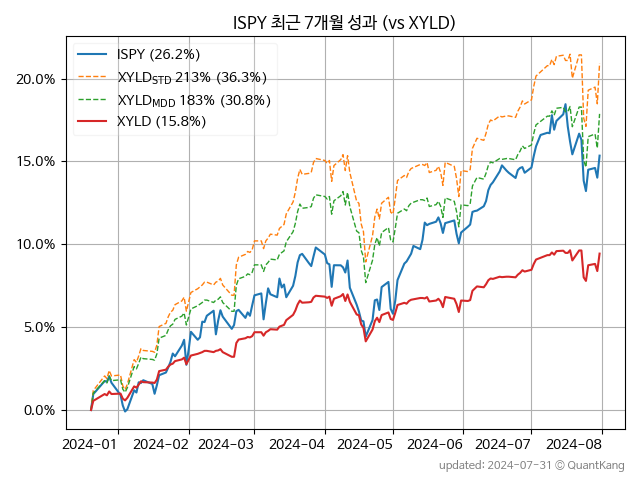 ISPY 최근 7개월 성과 (vs XYLD)
ISPY (26.2%)
XYLD_STD 213% (36.3%)
XYLD_MDD 183% (30.8%)
XYLD (15.8%)
20.0%
15.0%
10.0%
5.0%
0.0%
2024-01 2024-02 2024-03 2024-04 2024-05 2024-06 2024-07 2024-08
updated: 2024-07-31 © QuantKang